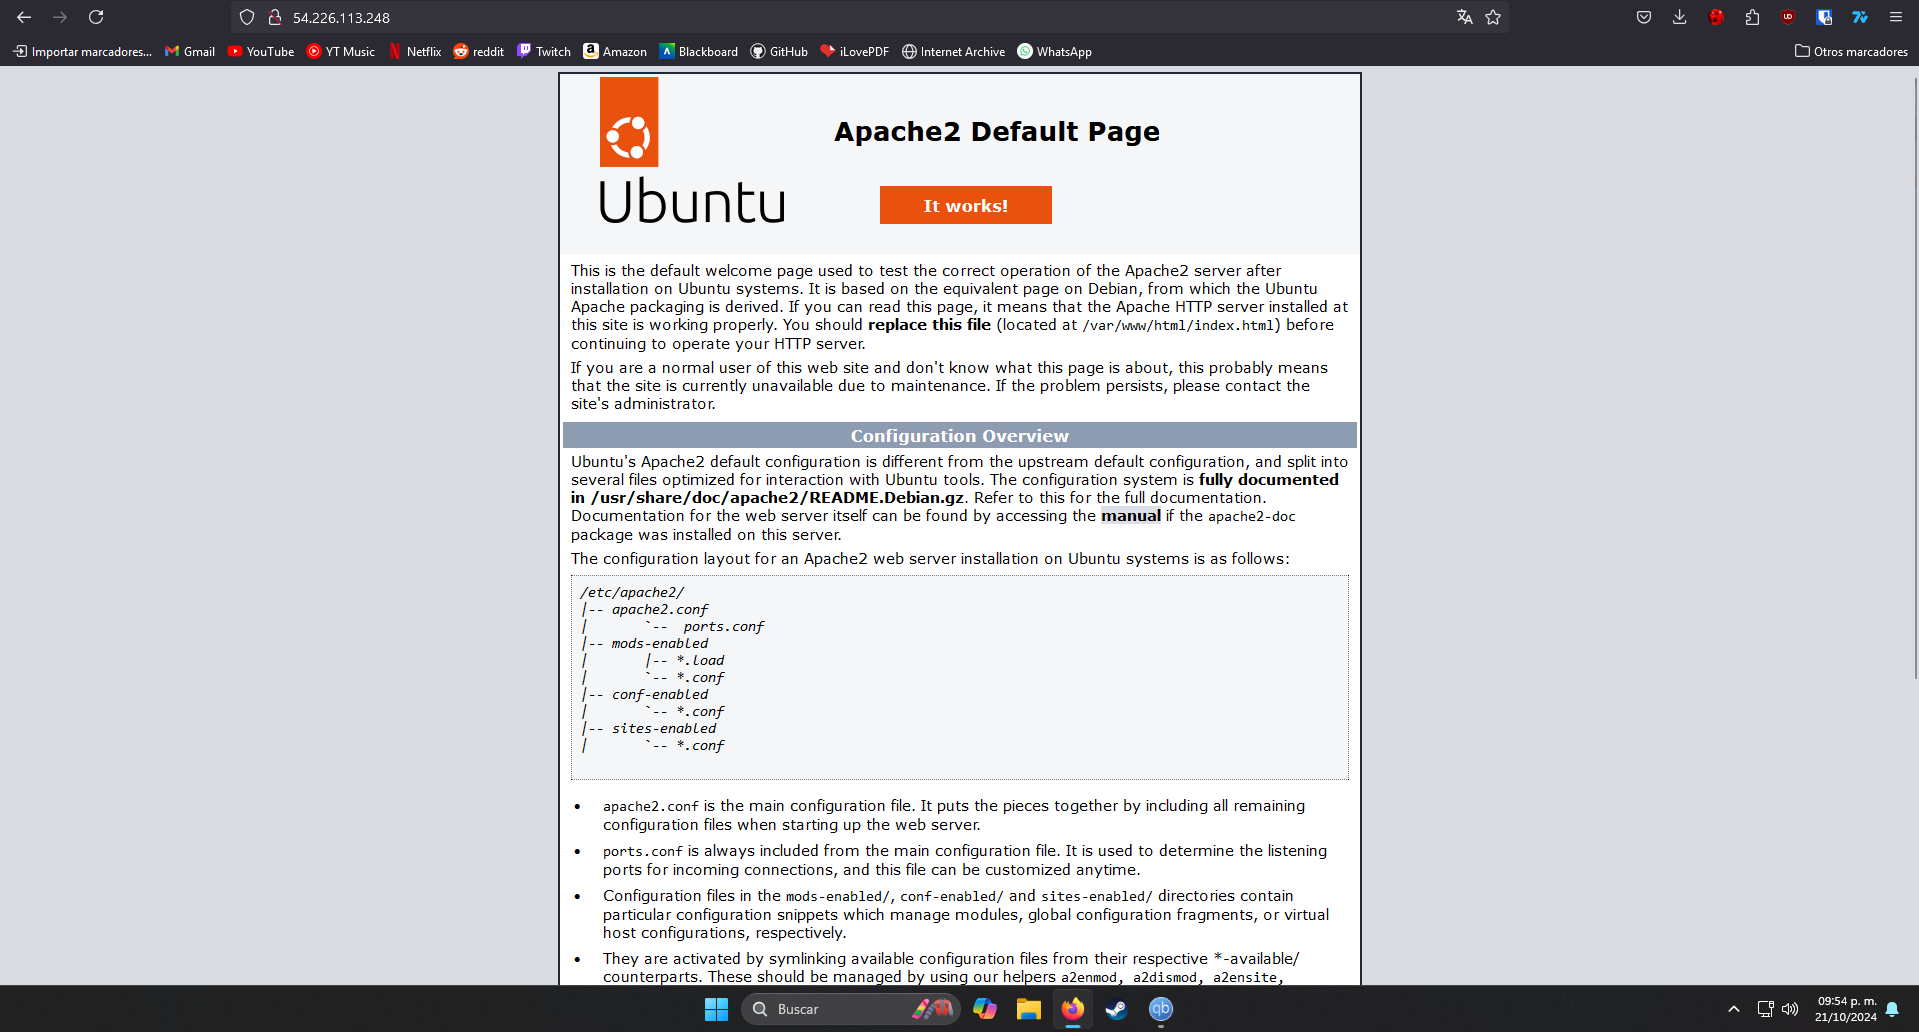 54.226.113.248
Importar marcadores... Gmail YouTube YT Music Netflix reddit Twitch Amazon Blackboard GitHub iLovePDF Internet Archive WhatsApp Otros marcadores
Apache2 Default Page
Ubuntu
It works!
This is the default welcome page used to test the correct operation of the Apache2 server after
installation on Ubuntu systems. It is based on the equivalent page on Debian, from which the Ubuntu
Apache packaging is derived. If you can read this page, it means that the Apache HTTP server installed at
this site is working properly. You should replace this file (located at /var/www/html/index.html) before
continuing to operate your HTTP server.
If you are a normal user of this web site and don't know what this page is about, this probably means
that the site is currently unavailable due to maintenance. If the problem persists, please contact the
site's administrator.
Configuration Overview
Ubuntu's Apache2 default configuration is different from the upstream default configuration, and split into
several files optimized for interaction with Ubuntu tools. The configuration system is fully documented
in /usr/share/doc/apache2/README.Debian.gz. Refer to this for the full documentation.
Documentation for the web server itself can be found by accessing the manual if the apache2-doc
package was installed on this server.
The configuration layout for an Apache2 web server installation on Ubuntu systems is as follows:
/etc/apache2/
|-- apache2.conf
|       `--  ports.conf
|-- mods-enabled
|       |-- *.load
|       `-- *.conf
|-- conf-enabled
|       `-- *.conf
|-- sites-enabled
|       `-- *.conf
• apache2.conf is the main configuration file. It puts the pieces together by including all remaining
configuration files when starting up the web server.
• ports.conf is always included from the main configuration file. It is used to determine the listening
ports for incoming connections, and this file can be customized anytime.
• Configuration files in the mods-enabled/, conf-enabled/ and sites-enabled/ directories contain
particular configuration snippets which manage modules, global configuration fragments, or virtual
host configurations, respectively.
• They are activated by symlinking available configuration files from their respective *-available/
counterparts. These should be managed by using our helpers a2enmod, a2dismod, a2ensite,
Buscar
qb
09:54 p. m.
21/10/2024